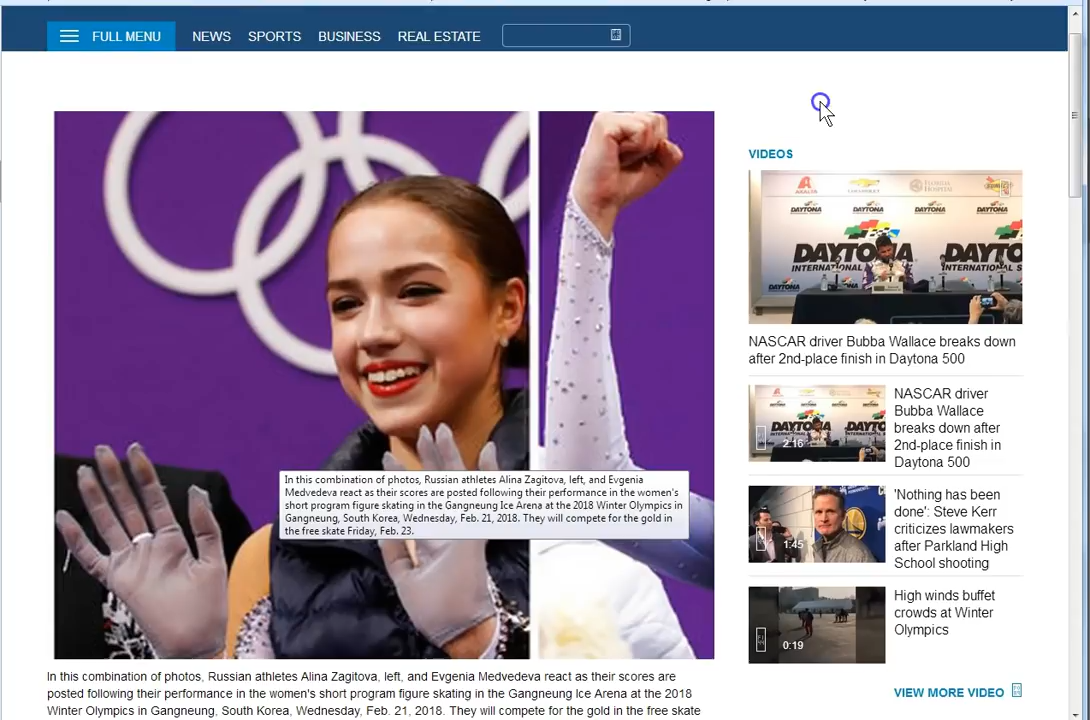 FULL MENU
NEWS
SPORTS
BUSINESS
REAL ESTATE
VIDEOS
DAYTONA
DAYTONA
DAYTONA
DAYTONA
DAYTONA
INTERNATIONAL
NASCAR driver Bubba Wallace breaks down
after 2nd-place finish in Daytona 500
2:16
NASCAR driver
Bubba Wallace
breaks down after
2nd-place finish in
Daytona 500
1:45
'Nothing has been
done': Steve Kerr
criticizes lawmakers
after Parkland High
School shooting
0:19
High winds buffet
crowds at Winter
Olympics
VIEW MORE VIDEO
In this combination of photos, Russian athletes Alina Zagitova, left, and Evgenia
Medvedeva react as their scores are posted following their performance in the women's
short program figure skating in the Gangneung Ice Arena at the 2018 Winter Olympics in
Gangneung, South Korea, Wednesday, Feb. 21, 2018. They will compete for the gold in
the free skate Friday, Feb. 23.
In this combination of photos, Russian athletes Alina Zagitova, left, and Evgenia Medvedeva react as their scores are
posted following their performance in the women's short program figure skating in the Gangneung Ice Arena at the 2018
Winter Olympics in Gangneung, South Korea, Wednesday, Feb. 21, 2018. They will compete for the gold in the free skate